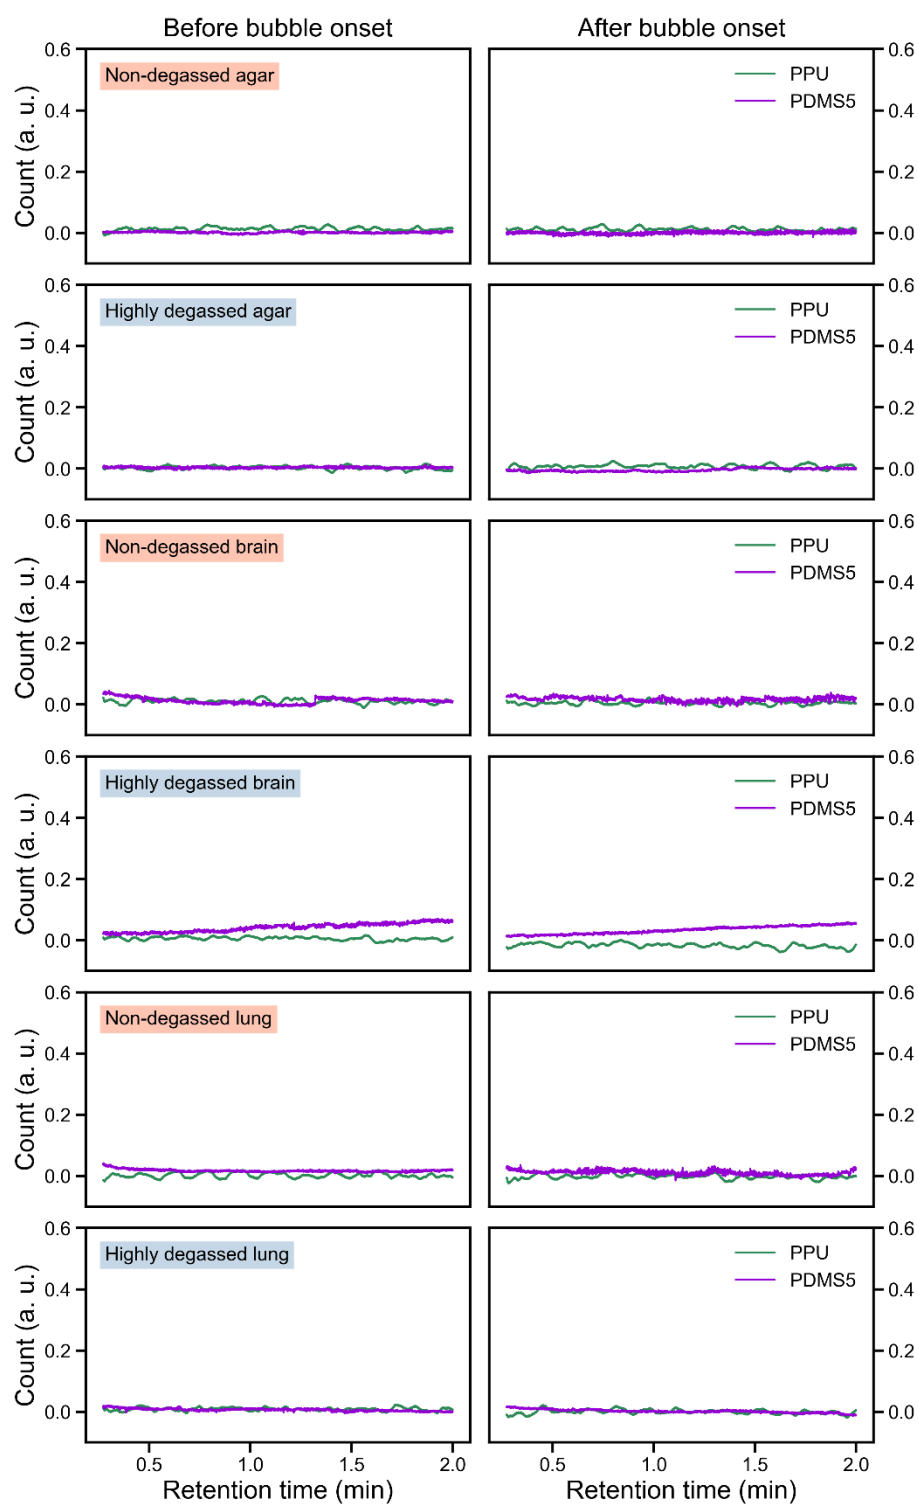 Before bubble onset
After bubble onset
0.6
0.4
0.2
0.0
Count (a. u.)
Non-degassed agar
PPU
PDMS5
0.6
0.4
0.2
0.0
0.6
0.4
0.2
0.0
Count (a. u.)
Highly degassed agar
PPU
PDMS5
0.6
0.4
0.2
0.0
0.6
0.4
0.2
0.0
Count (a. u.)
Non-degassed brain
PPU
PDMS5
0.6
0.4
0.2
0.0
0.6
0.4
0.2
0.0
Count (a. u.)
Highly degassed brain
PPU
PDMS5
0.6
0.4
0.2
0.0
0.6
0.4
0.2
0.0
Count (a. u.)
Non-degassed lung
PPU
PDMS5
0.6
0.4
0.2
0.0
0.6
0.4
0.2
0.0
Count (a. u.)
Highly degassed lung
PPU
PDMS5
0.6
0.4
0.2
0.0
0.5 1.0 1.5 2.0
0.5 1.0 1.5 2.0
Retention time (min)
Retention time (min)